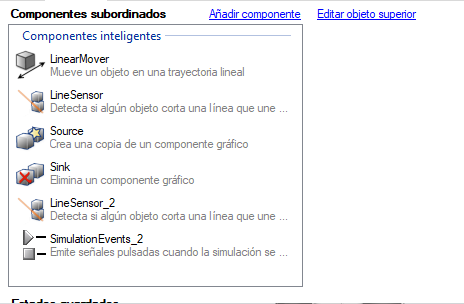 Componentes subordinados Añadir componente Editar objeto superior
Componentes inteligentes
LinearMover
Mueve un objeto en una trayectoria lineal
LineSensor
Detecta si algún objeto corta una línea que une ...
Source
Crea una copia de un componente gráfico
Sink
Elimina un componente gráfico
LineSensor_2
Detecta si algún objeto corta una línea que une ...
SimulationEvents_2
Emite señales pulsadas cuando la simulación se ...